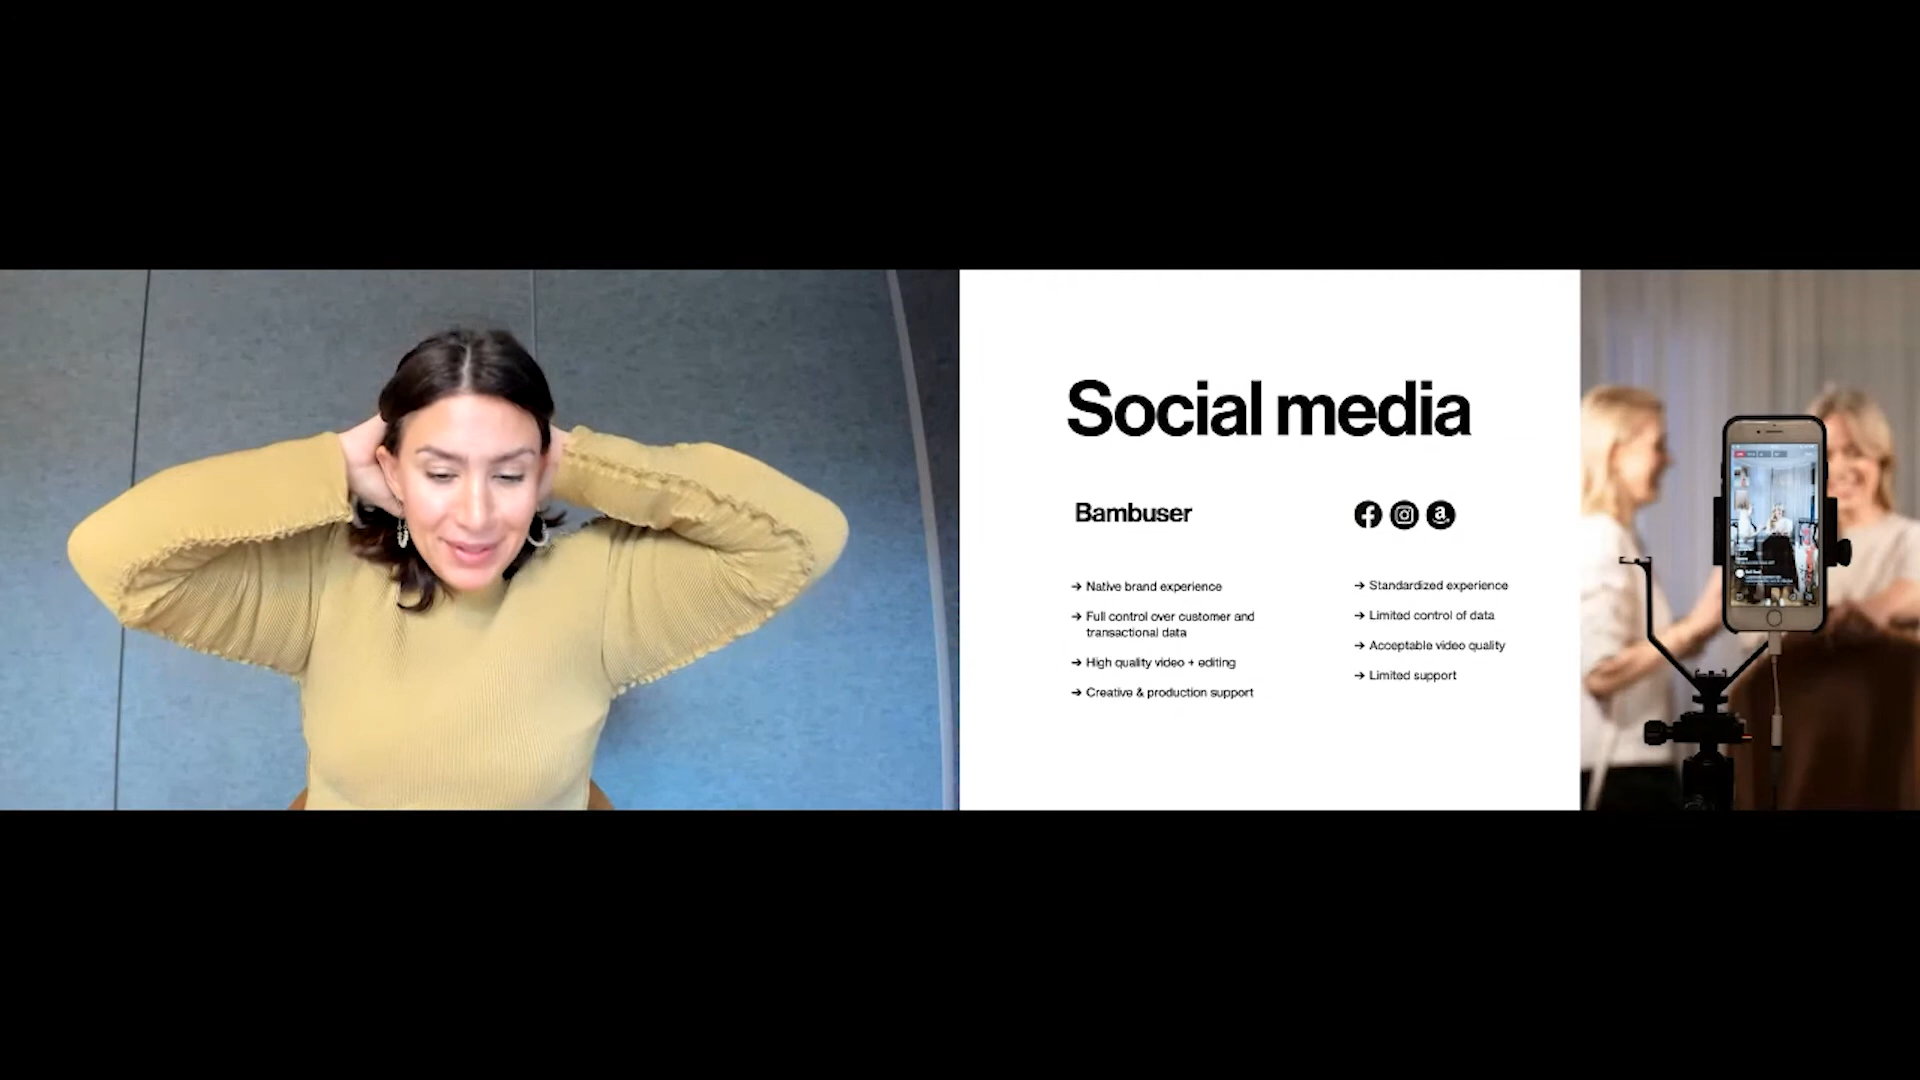 Social media
Bambuser
→ Native brand experience
→ Full control over customer and
transactional data
→ High quality video + editing
→ Creative & production support
→ Standardized experience
→ Limited control of data
→ Acceptable video quality
→ Limited support